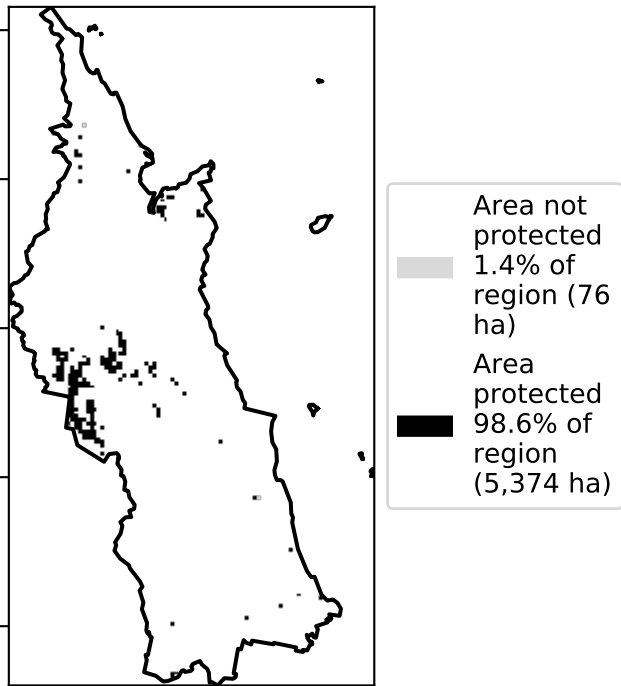 Area not
protected
1.4% of
region (76
ha)
Area
protected
98.6% of
region
(5,374 ha)